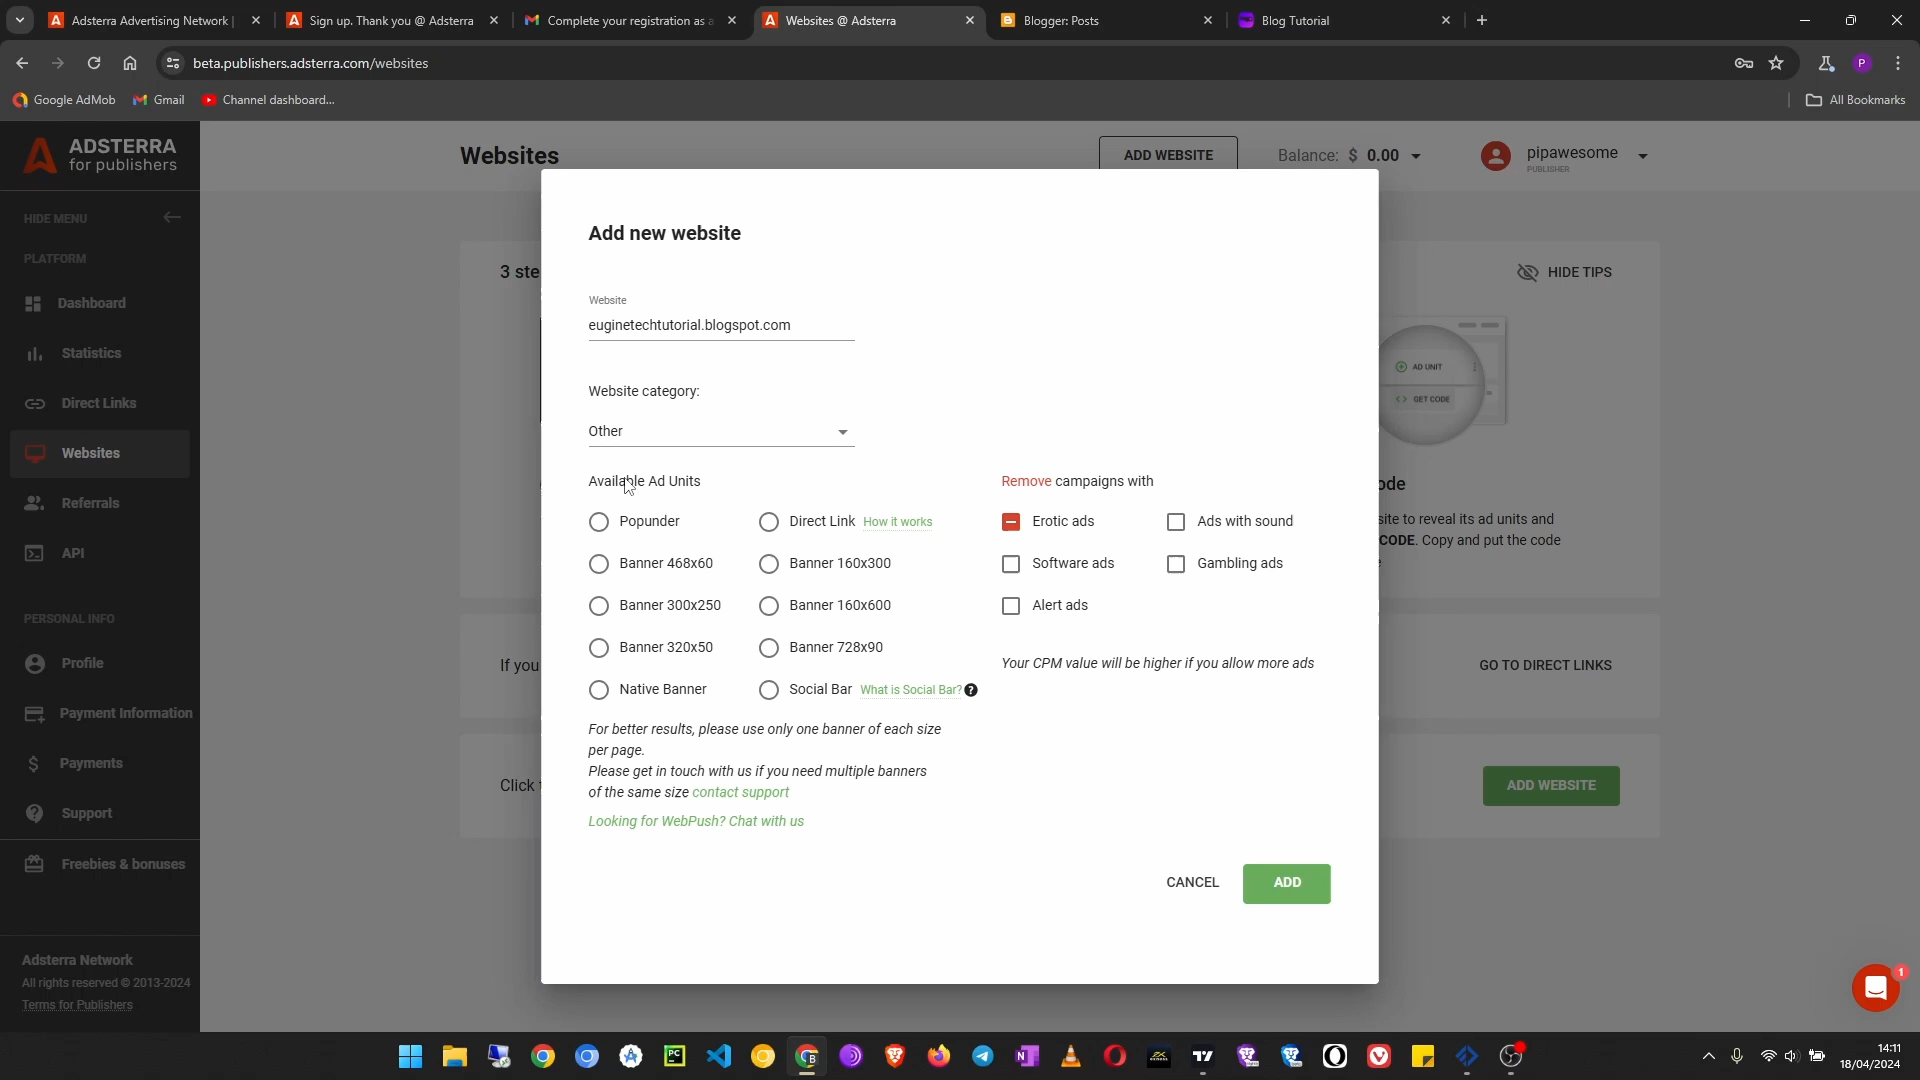 Adsterra Advertising Network |
Sign up. Thank you @ Adsterra
Complete your registration as a
Websites @ Adsterra
Blogger: Posts
Blog Tutorial
beta.publishers.adsterra.com/websites
P
Google AdMob
Gmail
Channel dashboard...
All Bookmarks
ADSTERRA
for publishers
Websites
ADD WEBSITE
Balance: $ 0.00
pipawesome
PUBLISHER
HIDE MENU
PLATFORM
Dashboard
Statistics
Direct Links
Websites
Referrals
API
PERSONAL INFO
Profile
Payment Information
Payments
Support
Freebies & bonuses
Adsterra Network
All rights reserved © 2013-2024
Terms for Publishers
3 ste
HIDE TIPS
AD UNIT
GET CODE
ode
site to reveal its ad units and
CODE. Copy and put the code
If you
GO TO DIRECT LINKS
Click
ADD WEBSITE
Add new website
Website
euginetechtutorial.blogspot.com
Website category:
Other
Available Ad Units
Popunder
Direct Link How it works
Banner 468x60
Banner 160x300
Banner 300x250
Banner 160x600
Banner 320x50
Banner 728x90
Native Banner
Social Bar What is Social Bar? ?
For better results, please use only one banner of each size
per page.
Please get in touch with us if you need multiple banners
of the same size contact support
Looking for WebPush? Chat with us
Remove campaigns with
Erotic ads
Ads with sound
Software ads
Gambling ads
Alert ads
Your CPM value will be higher if you allow more ads
CANCEL
ADD
1
14:11
18/04/2024